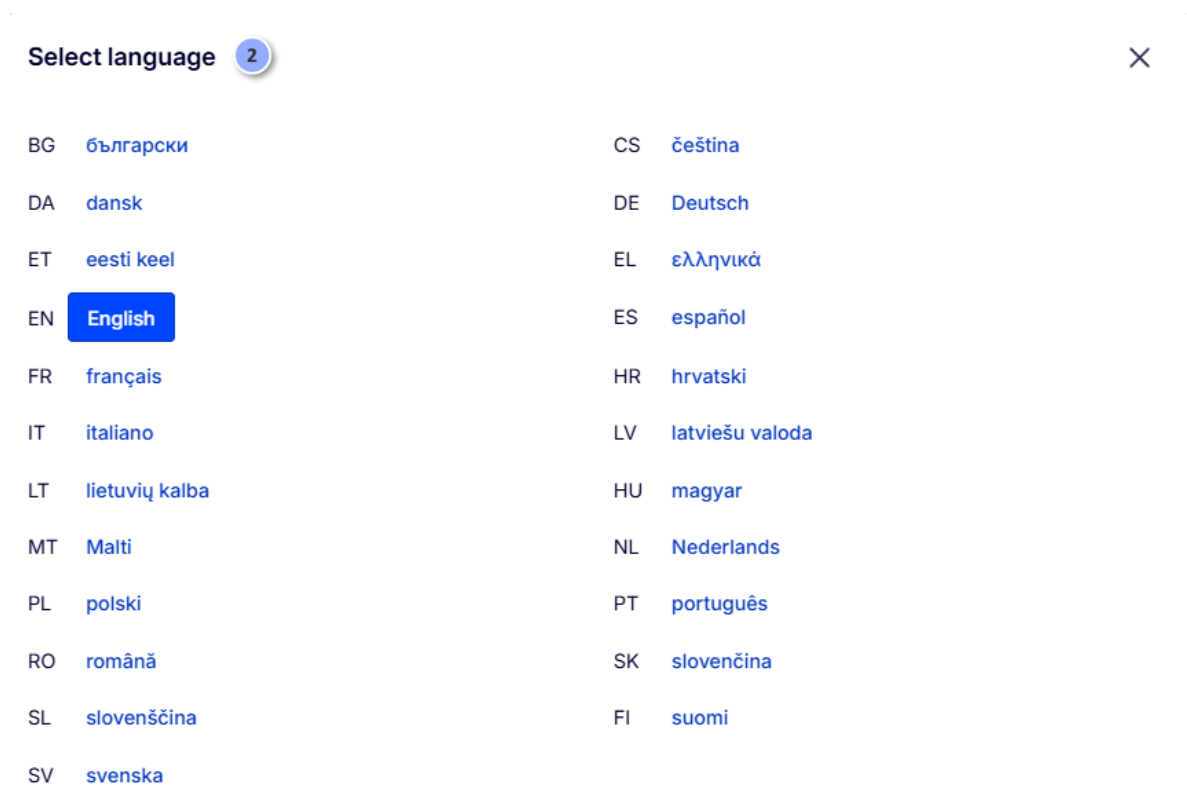 Select language 2
BG български
CS čeština
DA dansk
DE Deutsch
ET eesti keel
EL ελληνικά
EN English
ES español
FR français
HR hrvatski
IT italiano
LV latviešu valoda
LT lietuvių kalba
HU magyar
MT Malti
NL Nederlands
PL polski
PT português
RO română
SK slovenčina
SL slovenščina
FI suomi
SV svenska